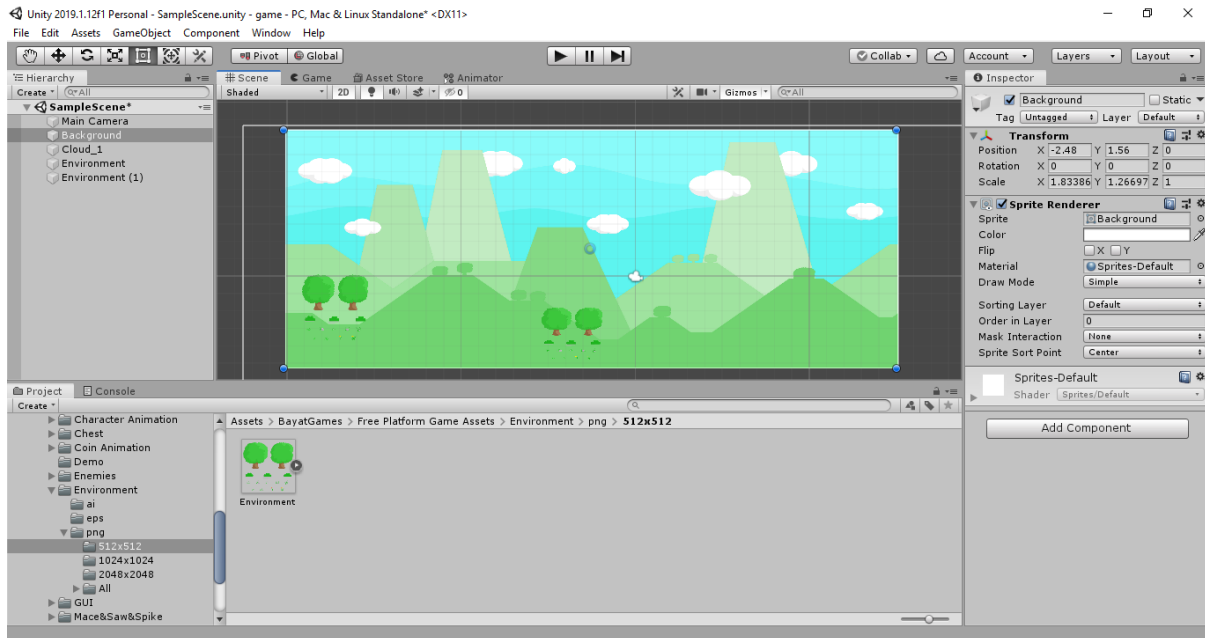 Unity 2019.1.12f1 Personal - SampleScene.unity - game - PC, Mac & Linux Standalone* <DX11>
File Edit Assets GameObject Component Window Help
Pivot Global Collab Account Layers Layout
Hierarchy
Create All
SampleScene*
Main Camera
Background
Cloud_1
Environment
Environment (1)
Scene Game Asset Store Animator
Shaded 2D 0 Gizmos All
Inspector
Background Static
Tag Untagged Layer Default
Transform
Position X -2.48 Y 1.56 Z 0
Rotation X 0 Y 0 Z 0
Scale X 1.83386 Y 1.26697 Z 1
Sprite Renderer
Sprite Background
Color
Flip X Y
Material Sprites-Default
Draw Mode Simple
Sorting Layer Default
Order in Layer 0
Mask Interaction None
Sprite Sort Point Center
Sprites-Default
Shader Sprites/Default
Add Component
Project Console
Create
Character Animation
Chest
Coin Animation
Demo
Enemies
Environment
ai
eps
png
512x512
1024x1024
2048x2048
All
GUI
Mace&Saw&Spike
Assets > BayatGames > Free Platform Game Assets > Environment > png > 512x512
Environment